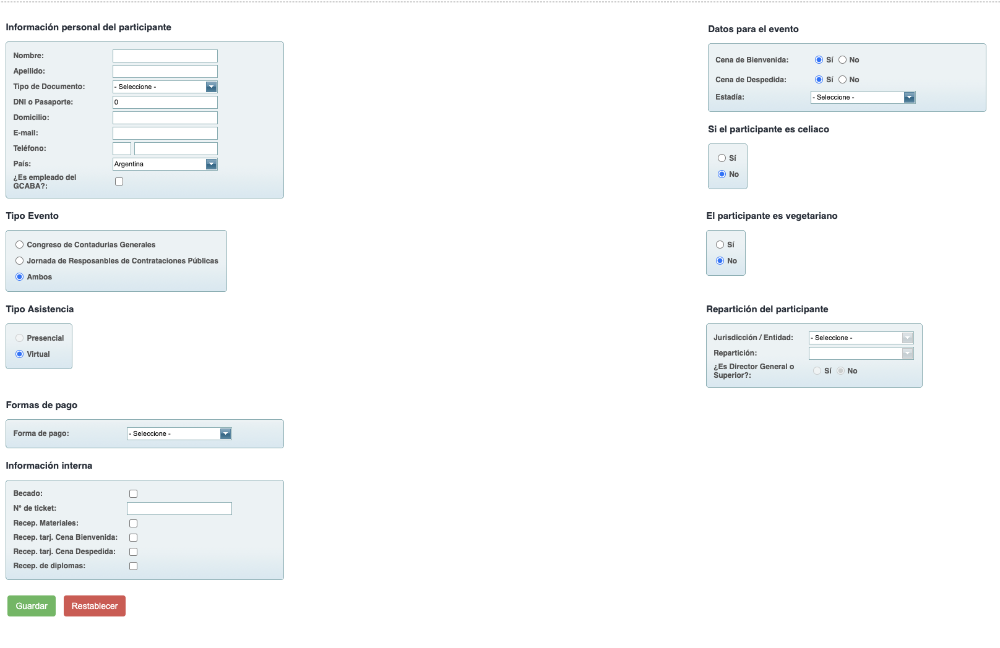 Información personal del participante
Nombre:
Apellido:
Tipo de Documento: - Seleccione -
DNI o Pasaporte: 0
Domicilio:
E-mail:
Teléfono:
País: Argentina
¿Es empleado del
GCABA?:
Tipo Evento
Congreso de Contadurias Generales
Jornada de Resposanbles de Contrataciones Públicas
Ambos
Tipo Asistencia
Presencial
Virtual
Formas de pago
Forma de pago: - Seleccione -
Información interna
Becado:
N° de ticket:
Recep. Materiales:
Recep. tarj. Cena Bienvenida:
Recep. tarj. Cena Despedida:
Recep. de diplomas:
Guardar Restablecer
Datos para el evento
Cena de Bienvenida: Sí No
Cena de Despedida: Sí No
Estadía: - Seleccione -
Si el participante es celiaco
Sí
No
El participante es vegetariano
Sí
No
Repartición del participante
Jurisdicción / Entidad: - Seleccione -
Repartición:
¿Es Director General o
Superior?: Sí No